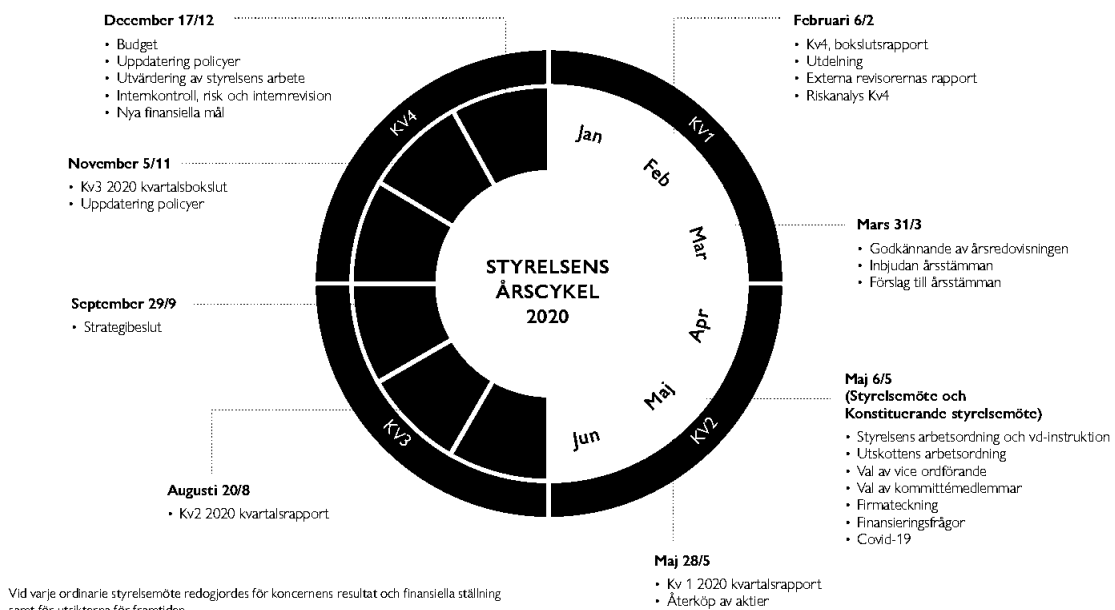 December 17/12
• Budget
• Uppdatering policyer
• Utvärdering av styrelsens arbete
• Internkontroll, risk och internrevision
• Nya finansiella mål
Februari 6/2
• Kv4, bokslutsrapport
• Utdelning
• Externa revisorernas rapport
• Riskanalys Kv4
November 5/11
• Kv3 2020 kvartalsbokslut
• Uppdatering policyer
Mars 31/3
• Godkännande av årsredovisningen
• Inbjudan årsstämman
• Förslag till årsstämman
September 29/9
• Strategibeslut
Maj 6/5
(Styrelsemöte och
Konstituerande styrelsemöte)
• Styrelsens arbetsordning och vd-instruktion
• Utskottens arbetsordning
• Val av vice ordförande
• Val av kommittémedlemmar
• Firmateckning
• Finansieringsfrågor
• Covid-19
Augusti 20/8
• Kv2 2020 kvartalsrapport
Maj 28/5
• Kv 1 2020 kvartalsrapport
• Återköp av aktier
KV4
KV1
KV3
KV2
Jan
Feb
Mar
Apr
Maj
Jun
STYRELSENS
ÅRSCYKEL
2020
Vid varje ordinarie styrelsemöte redogjordes för koncernens resultat och finansiella ställning
samt för utsikterna för framtiden